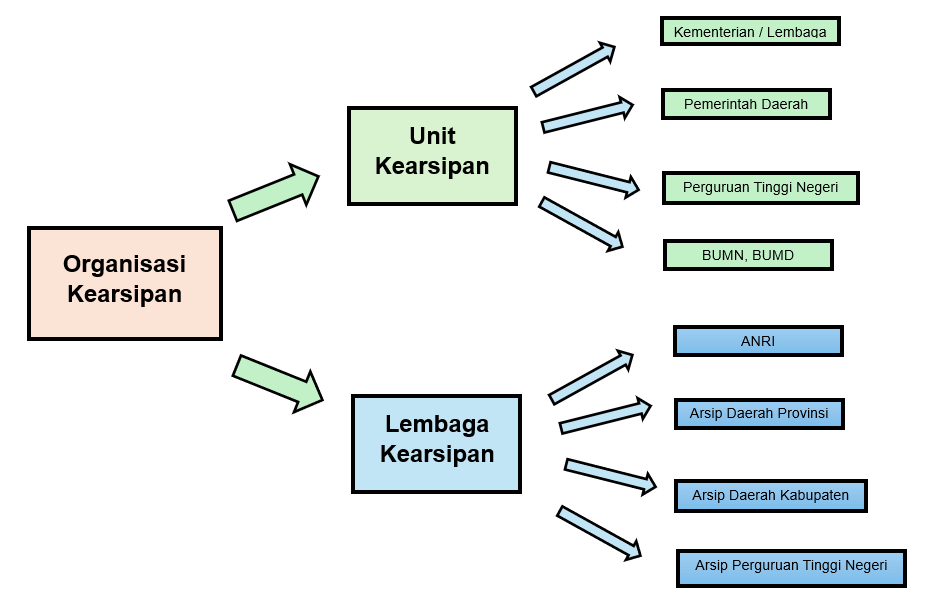 Organisasi
Kearsipan
Unit
Kearsipan
Kementerian / Lembaga
Pemerintah Daerah
Perguruan Tinggi Negeri
BUMN, BUMD
Lembaga
Kearsipan
ANRI
Arsip Daerah Provinsi
Arsip Daerah Kabupaten
Arsip Perguruan Tinggi Negeri